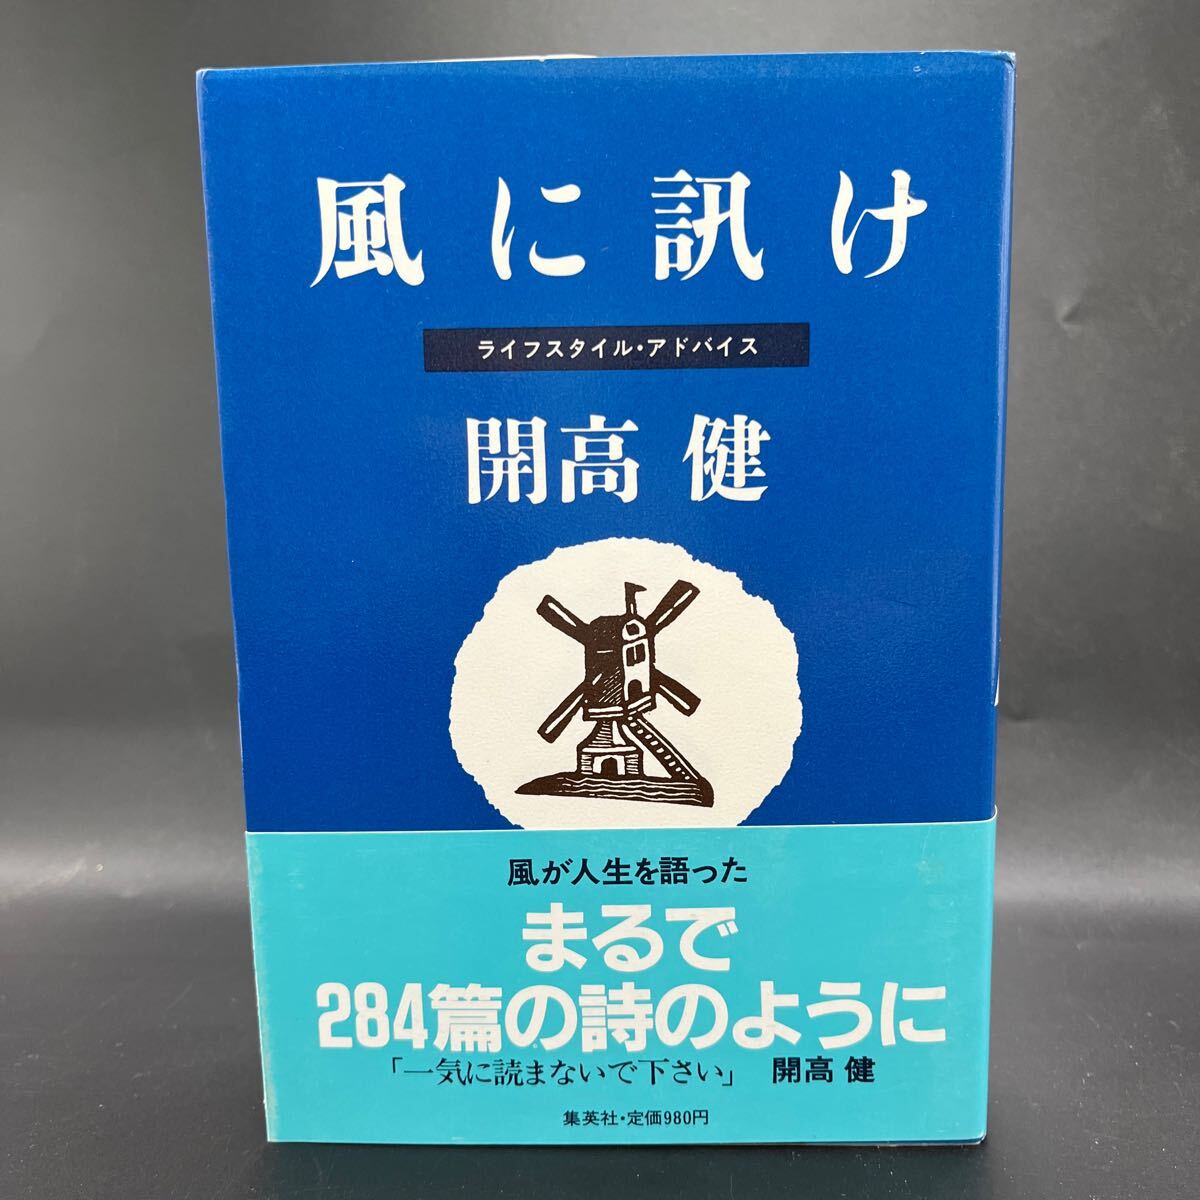 風に訊け
ライフスタイル・アドバイス
開高 健
風が人生を語った
まるで
284篇の詩のように
「一気に読まないで下さい」 開高 健
集英社・定価980円